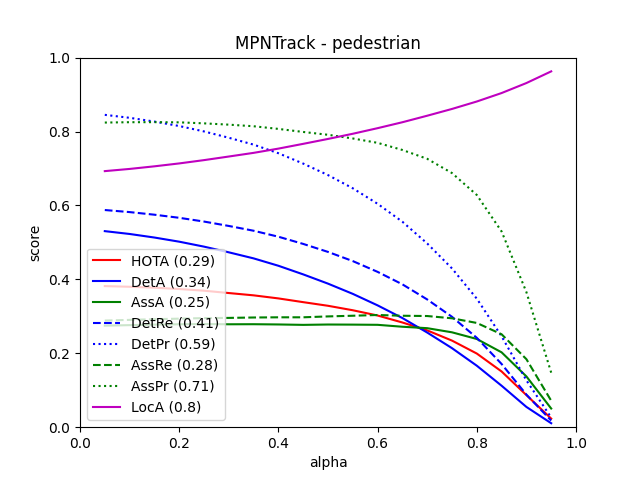 MPNTrack - pedestrian
1.0
0.8
0.6
0.4
0.2
0.0
score
HOTA (0.29)
DetA (0.34)
AssA (0.25)
DetRe (0.41)
DetPr (0.59)
AssRe (0.28)
AssPr (0.71)
LocA (0.8)
0.0 0.2 0.4 0.6 0.8 1.0
alpha